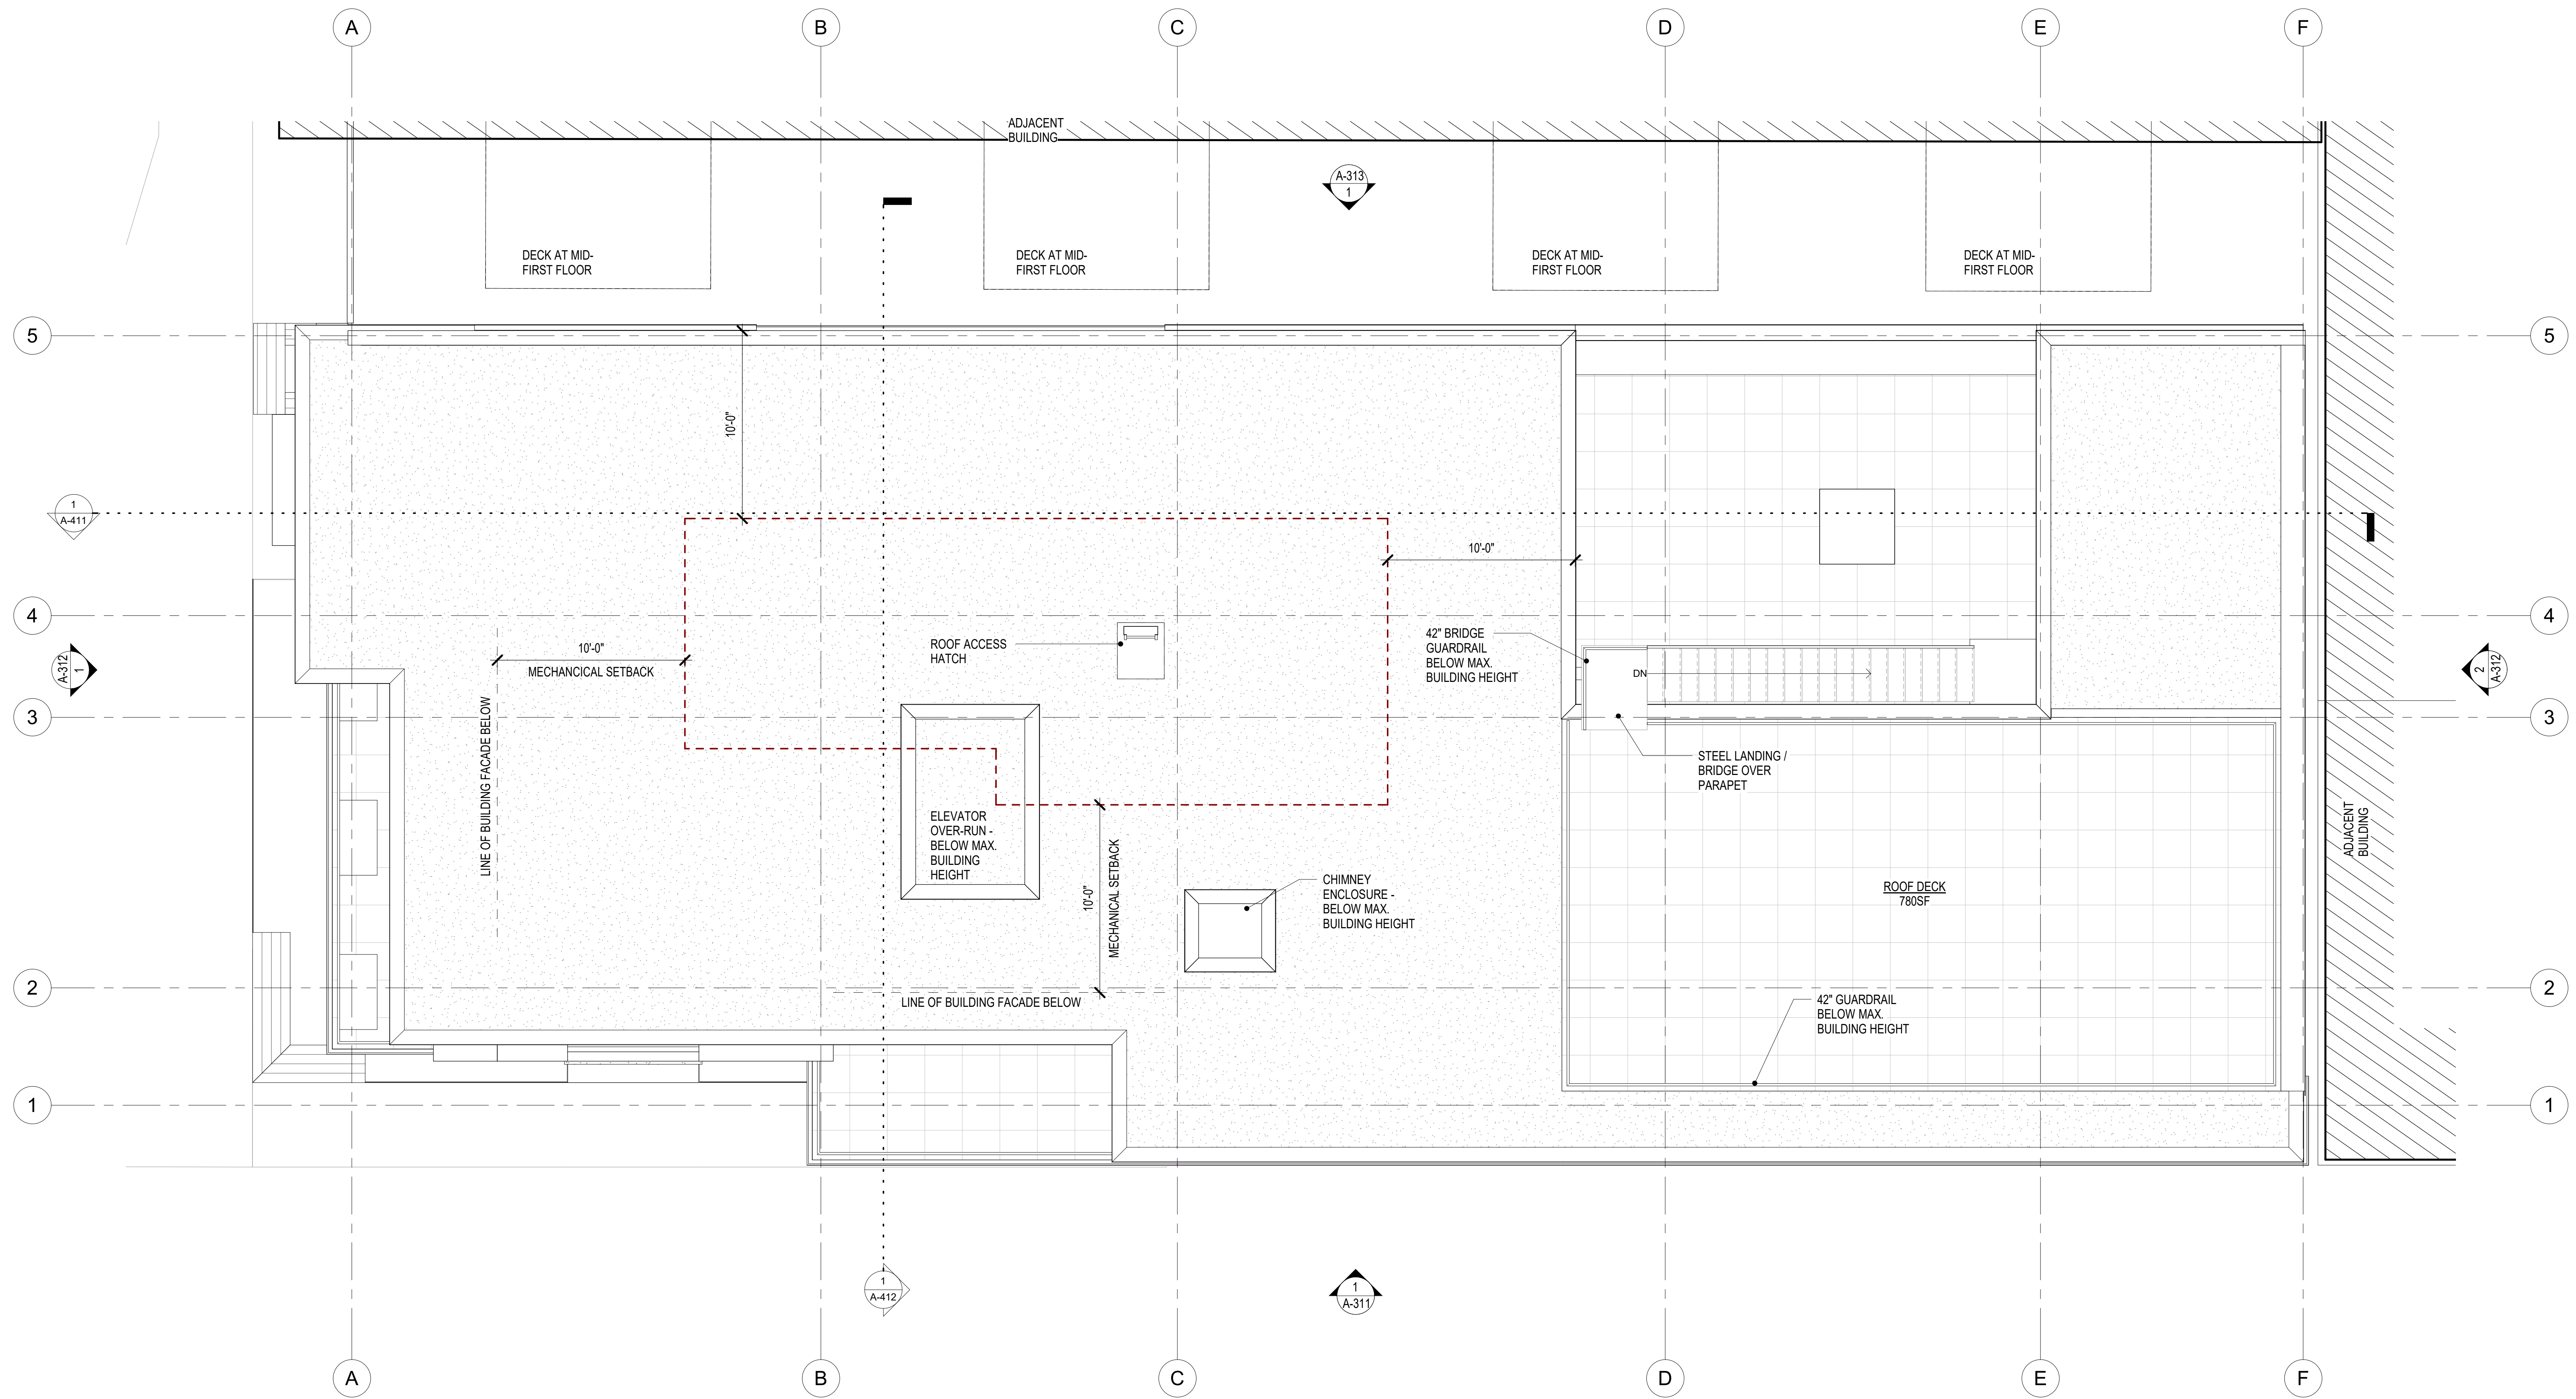 A
B
C
D
E
F
ADJACENT
BUILDING
A-313
1
DECK AT MID-
FIRST FLOOR
DECK AT MID-
FIRST FLOOR
DECK AT MID-
FIRST FLOOR
DECK AT MID-
FIRST FLOOR
5
5
10'-0"
1
A-411
10'-0"
4
4
10'-0"
MECHANCICAL SETBACK
ROOF ACCESS
HATCH
42" BRIDGE
GUARDRAIL
BELOW MAX.
BUILDING HEIGHT
DN
A-312
1
2
A-312
3
3
LINE OF BUILDING FACADE BELOW
STEEL LANDING /
BRIDGE OVER
PARAPET
ELEVATOR
OVER-RUN -
BELOW MAX.
BUILDING
HEIGHT
10'-0"
MECHANICAL SETBACK
CHIMNEY
ENCLOSURE -
BELOW MAX.
BUILDING HEIGHT
ROOF DECK
780SF
ADJACENT
BUILDING
2
2
LINE OF BUILDING FACADE BELOW
42" GUARDRAIL
BELOW MAX.
BUILDING HEIGHT
1
1
1
A-412
1
A-311
A
B
C
D
E
F